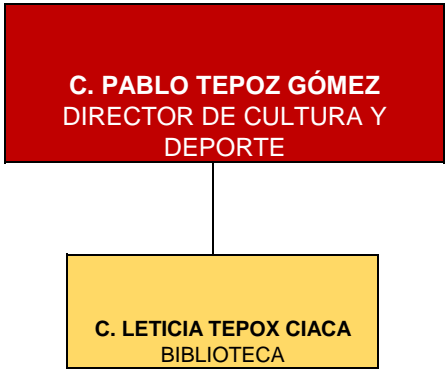 C. PABLO TEPOZ GÓMEZ
DIRECTOR DE CULTURA Y
DEPORTE
C. LETICIA TEPOX CIACA
BIBLIOTECA